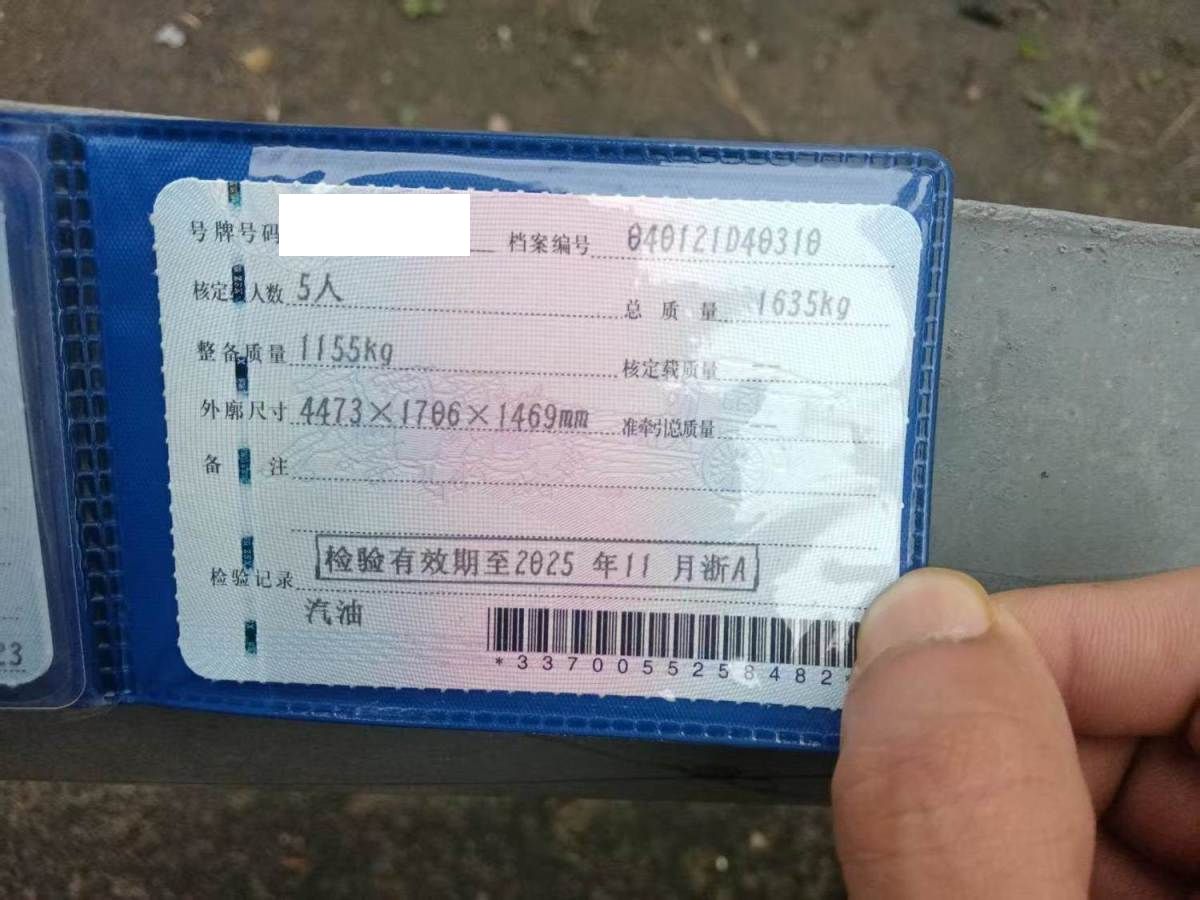 号牌号码 档案编号 040121D40310
核定载人数 5人 总质量 1635kg
整备质量 1155kg 核定载质量 --
外廓尺寸 4473×1706×1469mm 准牵引总质量 --
备注
检验记录 检验有效期至2025 年11 月浙A
汽油
*3370055258482*
23